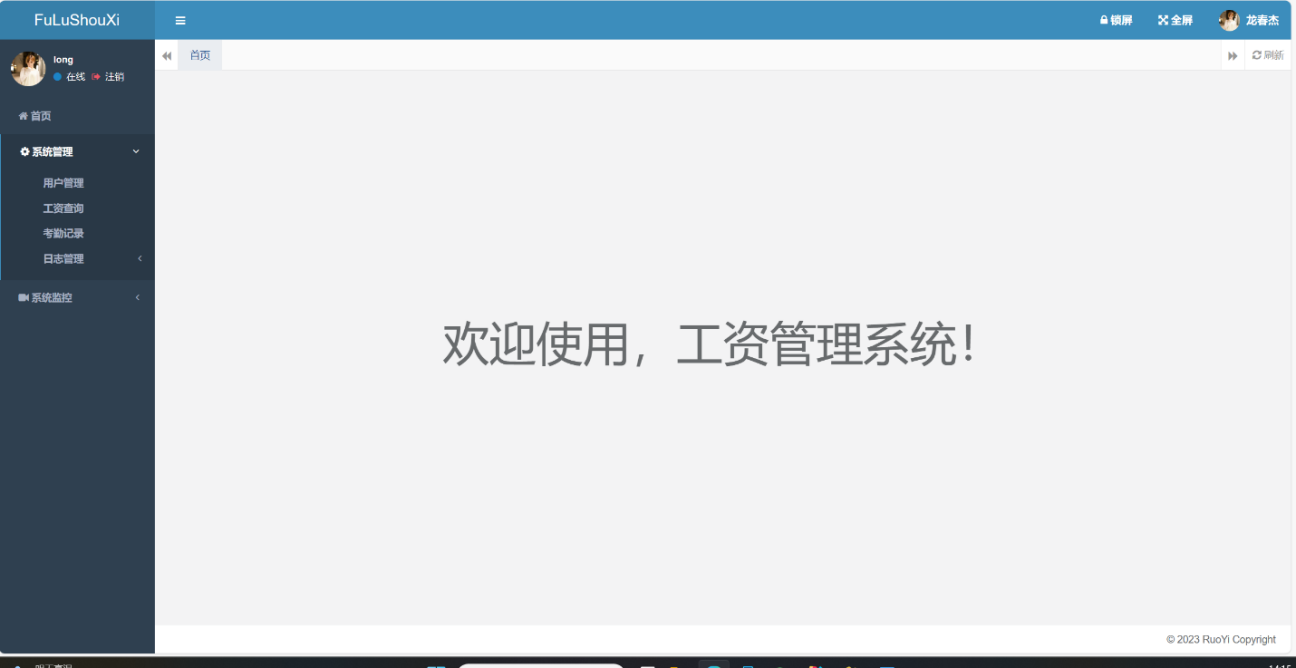 FuLuShouXi
锁屏
全屏
龙春杰
long
在线 注销
首页
刷新
首页
系统管理
用户管理
工资查询
考勤记录
日志管理
系统监控
欢迎使用，工资管理系统！
© 2023 RuoYi Copyright